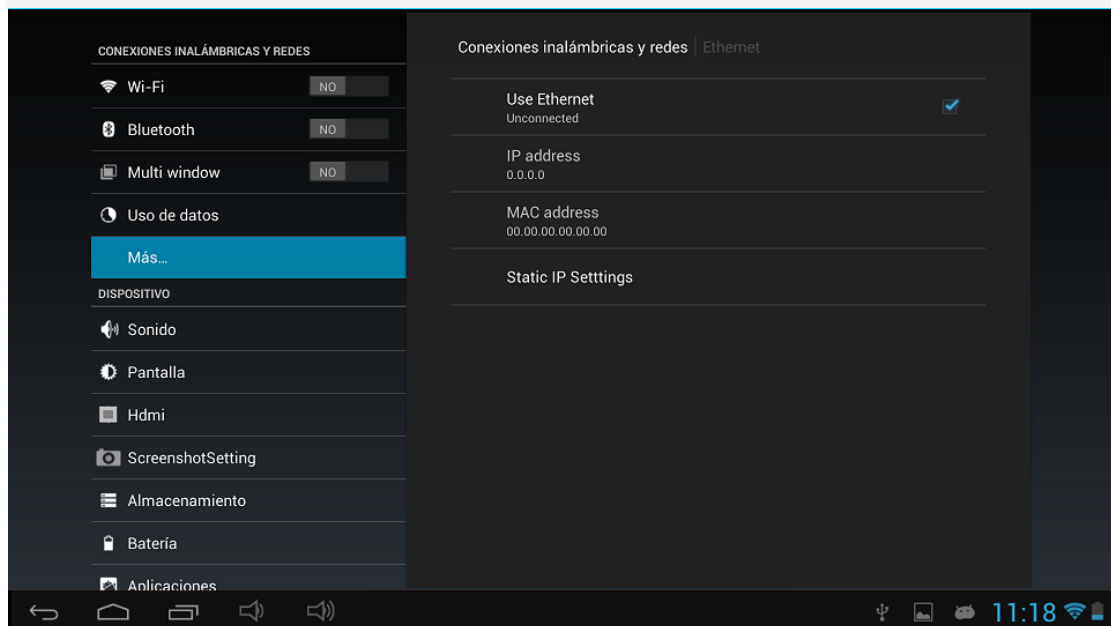 CONEXIONES INALÁMBRICAS Y REDES
Wi-Fi NO
Bluetooth NO
Multi window NO
Uso de datos
Más...
DISPOSITIVO
Sonido
Pantalla
Hdmi
ScreenshotSetting
Almacenamiento
Batería
Aplicaciones
Conexiones inalámbricas y redes | Ethernet
Use Ethernet
Unconnected
IP address
0.0.0.0
MAC address
00.00.00.00.00.00
Static IP Setttings
11:18